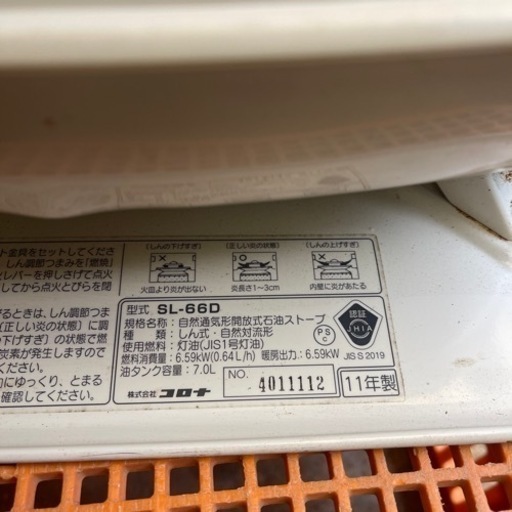 ト金具をセットしてくださ
しん調節つまみを「燃焼」
レバーを押しさげて点火
してから点火とびらを閉
(しんの下げすぎ) (正しい炎の状態) (しんの上げすぎ)
火皿より炎が出ない 炎長さ1〜3cm 内筒に炎があたる
るときは、しん調節つま
(正しい炎の状態)に調
げすぎ)の状態で燃
炭素が発生しますので
的にゆっくり、とまる
確認してください。
型式 SL-66D
規格名称:自然通気形開放式石油ストーブ
種 類:しん式・自然対流形
使用燃料:灯油(JIS1号灯油)
燃料消費量:6.59kW(0.64L/h) 暖房出力:6.59kW
油タンク容量:7.0L
PSC
認証
JHIA
JIS S 2019
NO. 4011112
11年製
株式会社 コロナ